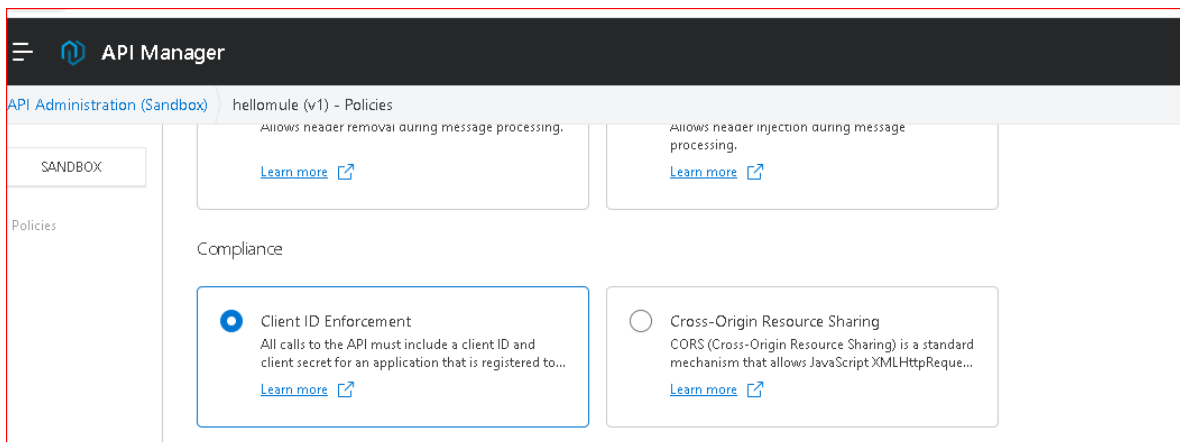 API Manager
API Administration (Sandbox)
hellomule (v1) - Policies
SANDBOX
Policies
Allows header removal during message processing.
Learn more
Allows header injection during message
processing.
Learn more
Compliance
Client ID Enforcement
All calls to the API must include a client ID and
client secret for an application that is registered to...
Learn more
Cross-Origin Resource Sharing
CORS (Cross-Origin Resource Sharing) is a standard
mechanism that allows JavaScript XMLHttpReque...
Learn more